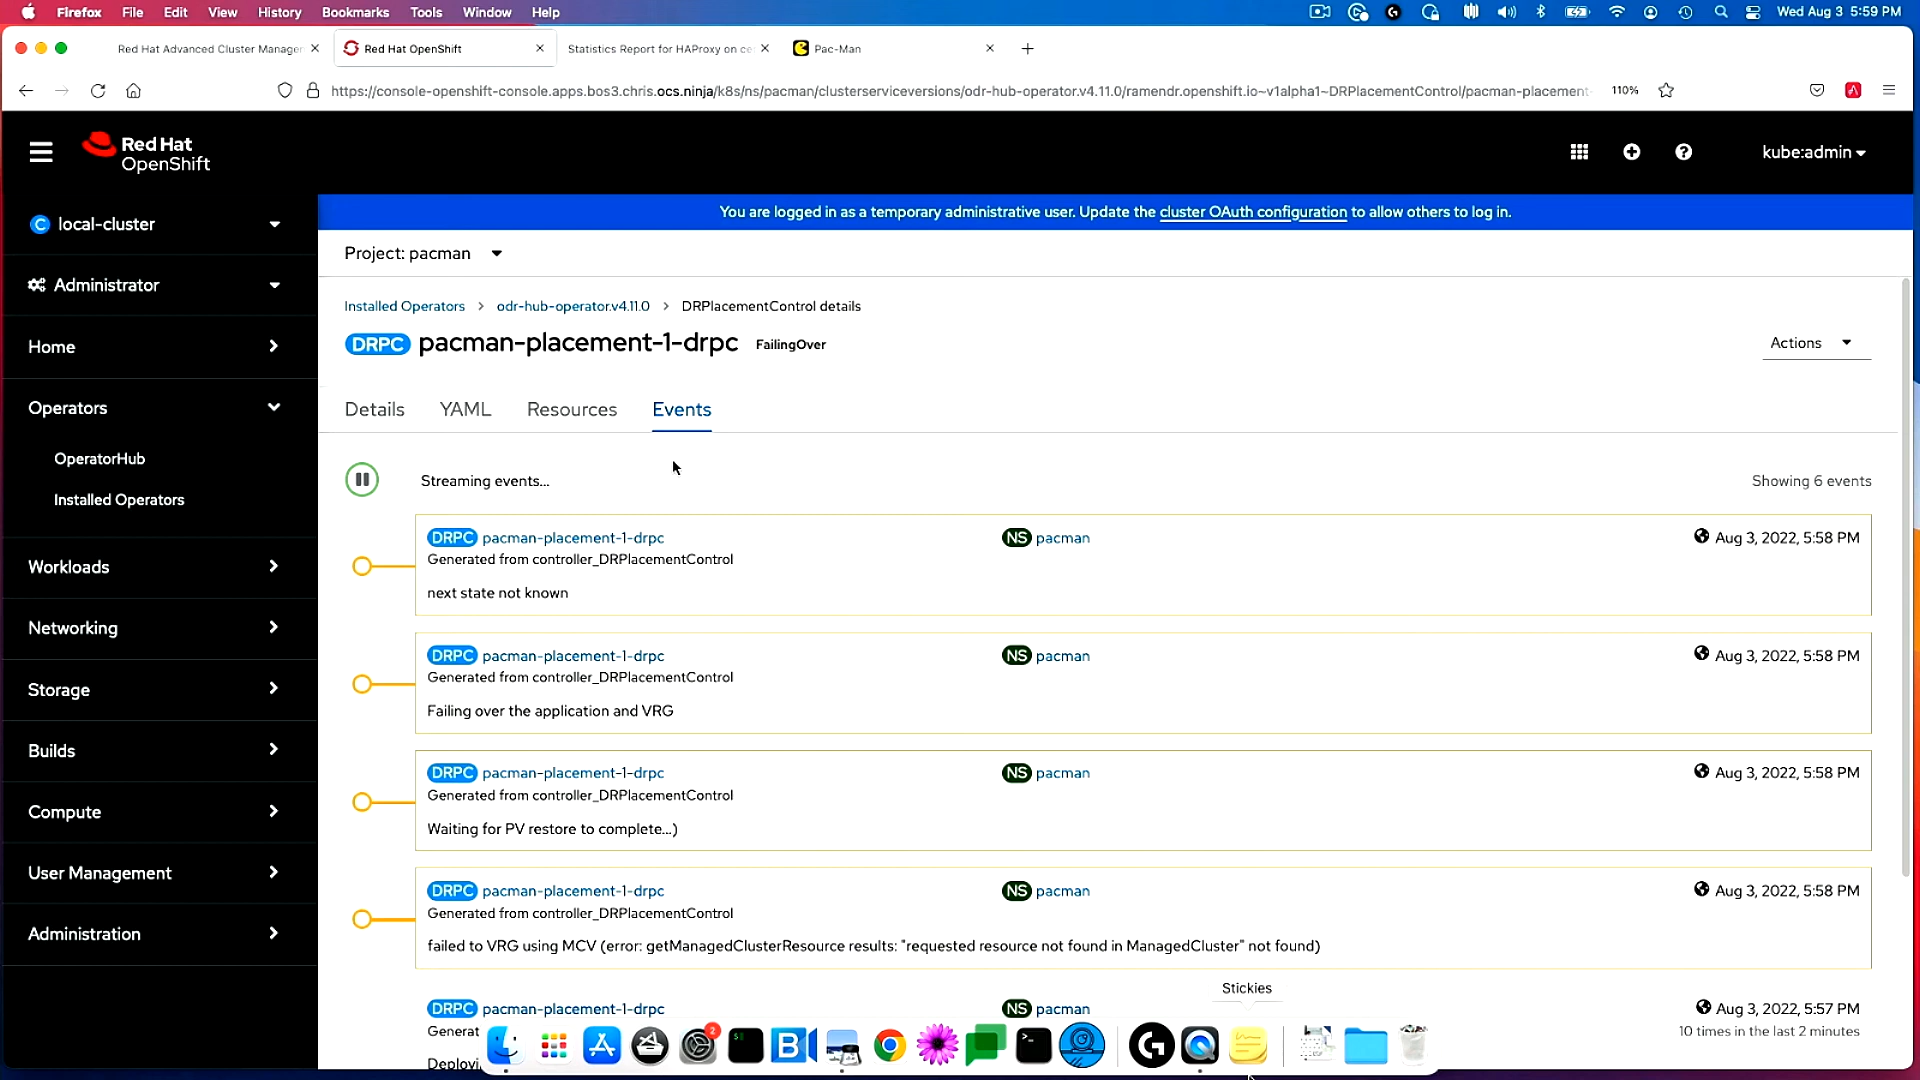 Firefox File Edit View History Bookmarks Tools Window Help Wed Aug 3 5:59 PM
Red Hat Advanced Cluster Manager Red Hat OpenShift Statistics Report for HAProxy on ce Pac-Man
https://console-openshift-console.apps.bos3.chris.ocs.ninja/k8s/ns/pacman/clusterserviceversions/odr-hub-operator.v4.11.0/ramendr.openshift.io~v1alpha1~DRPlacementControl/pacman-placement- 110%
Red Hat
OpenShift
kube:admin
local-cluster
You are logged in as a temporary administrative user. Update the cluster OAuth configuration to allow others to log in.
Project: pacman
Administrator
Home
Operators
OperatorHub
Installed Operators
Workloads
Networking
Storage
Builds
Compute
User Management
Administration
Installed Operators > odr-hub-operator.v4.11.0 > DRPlacementControl details
DRPC pacman-placement-1-drpc FailingOver
Actions
Details YAML Resources Events
Streaming events...
Showing 6 events
DRPC pacman-placement-1-drpc NS pacman Aug 3, 2022, 5:58 PM
Generated from controller_DRPlacementControl
next state not known
DRPC pacman-placement-1-drpc NS pacman Aug 3, 2022, 5:58 PM
Generated from controller_DRPlacementControl
Failing over the application and VRG
DRPC pacman-placement-1-drpc NS pacman Aug 3, 2022, 5:58 PM
Generated from controller_DRPlacementControl
Waiting for PV restore to complete...)
DRPC pacman-placement-1-drpc NS pacman Aug 3, 2022, 5:58 PM
Generated from controller_DRPlacementControl
failed to VRG using MCV (error: getManagedClusterResource results: "requested resource not found in ManagedCluster" not found)
Stickies
DRPC pacman-placement-1-drpc NS pacman Aug 3, 2022, 5:57 PM
Generat
10 times in the last 2 minutes
Deployi
2